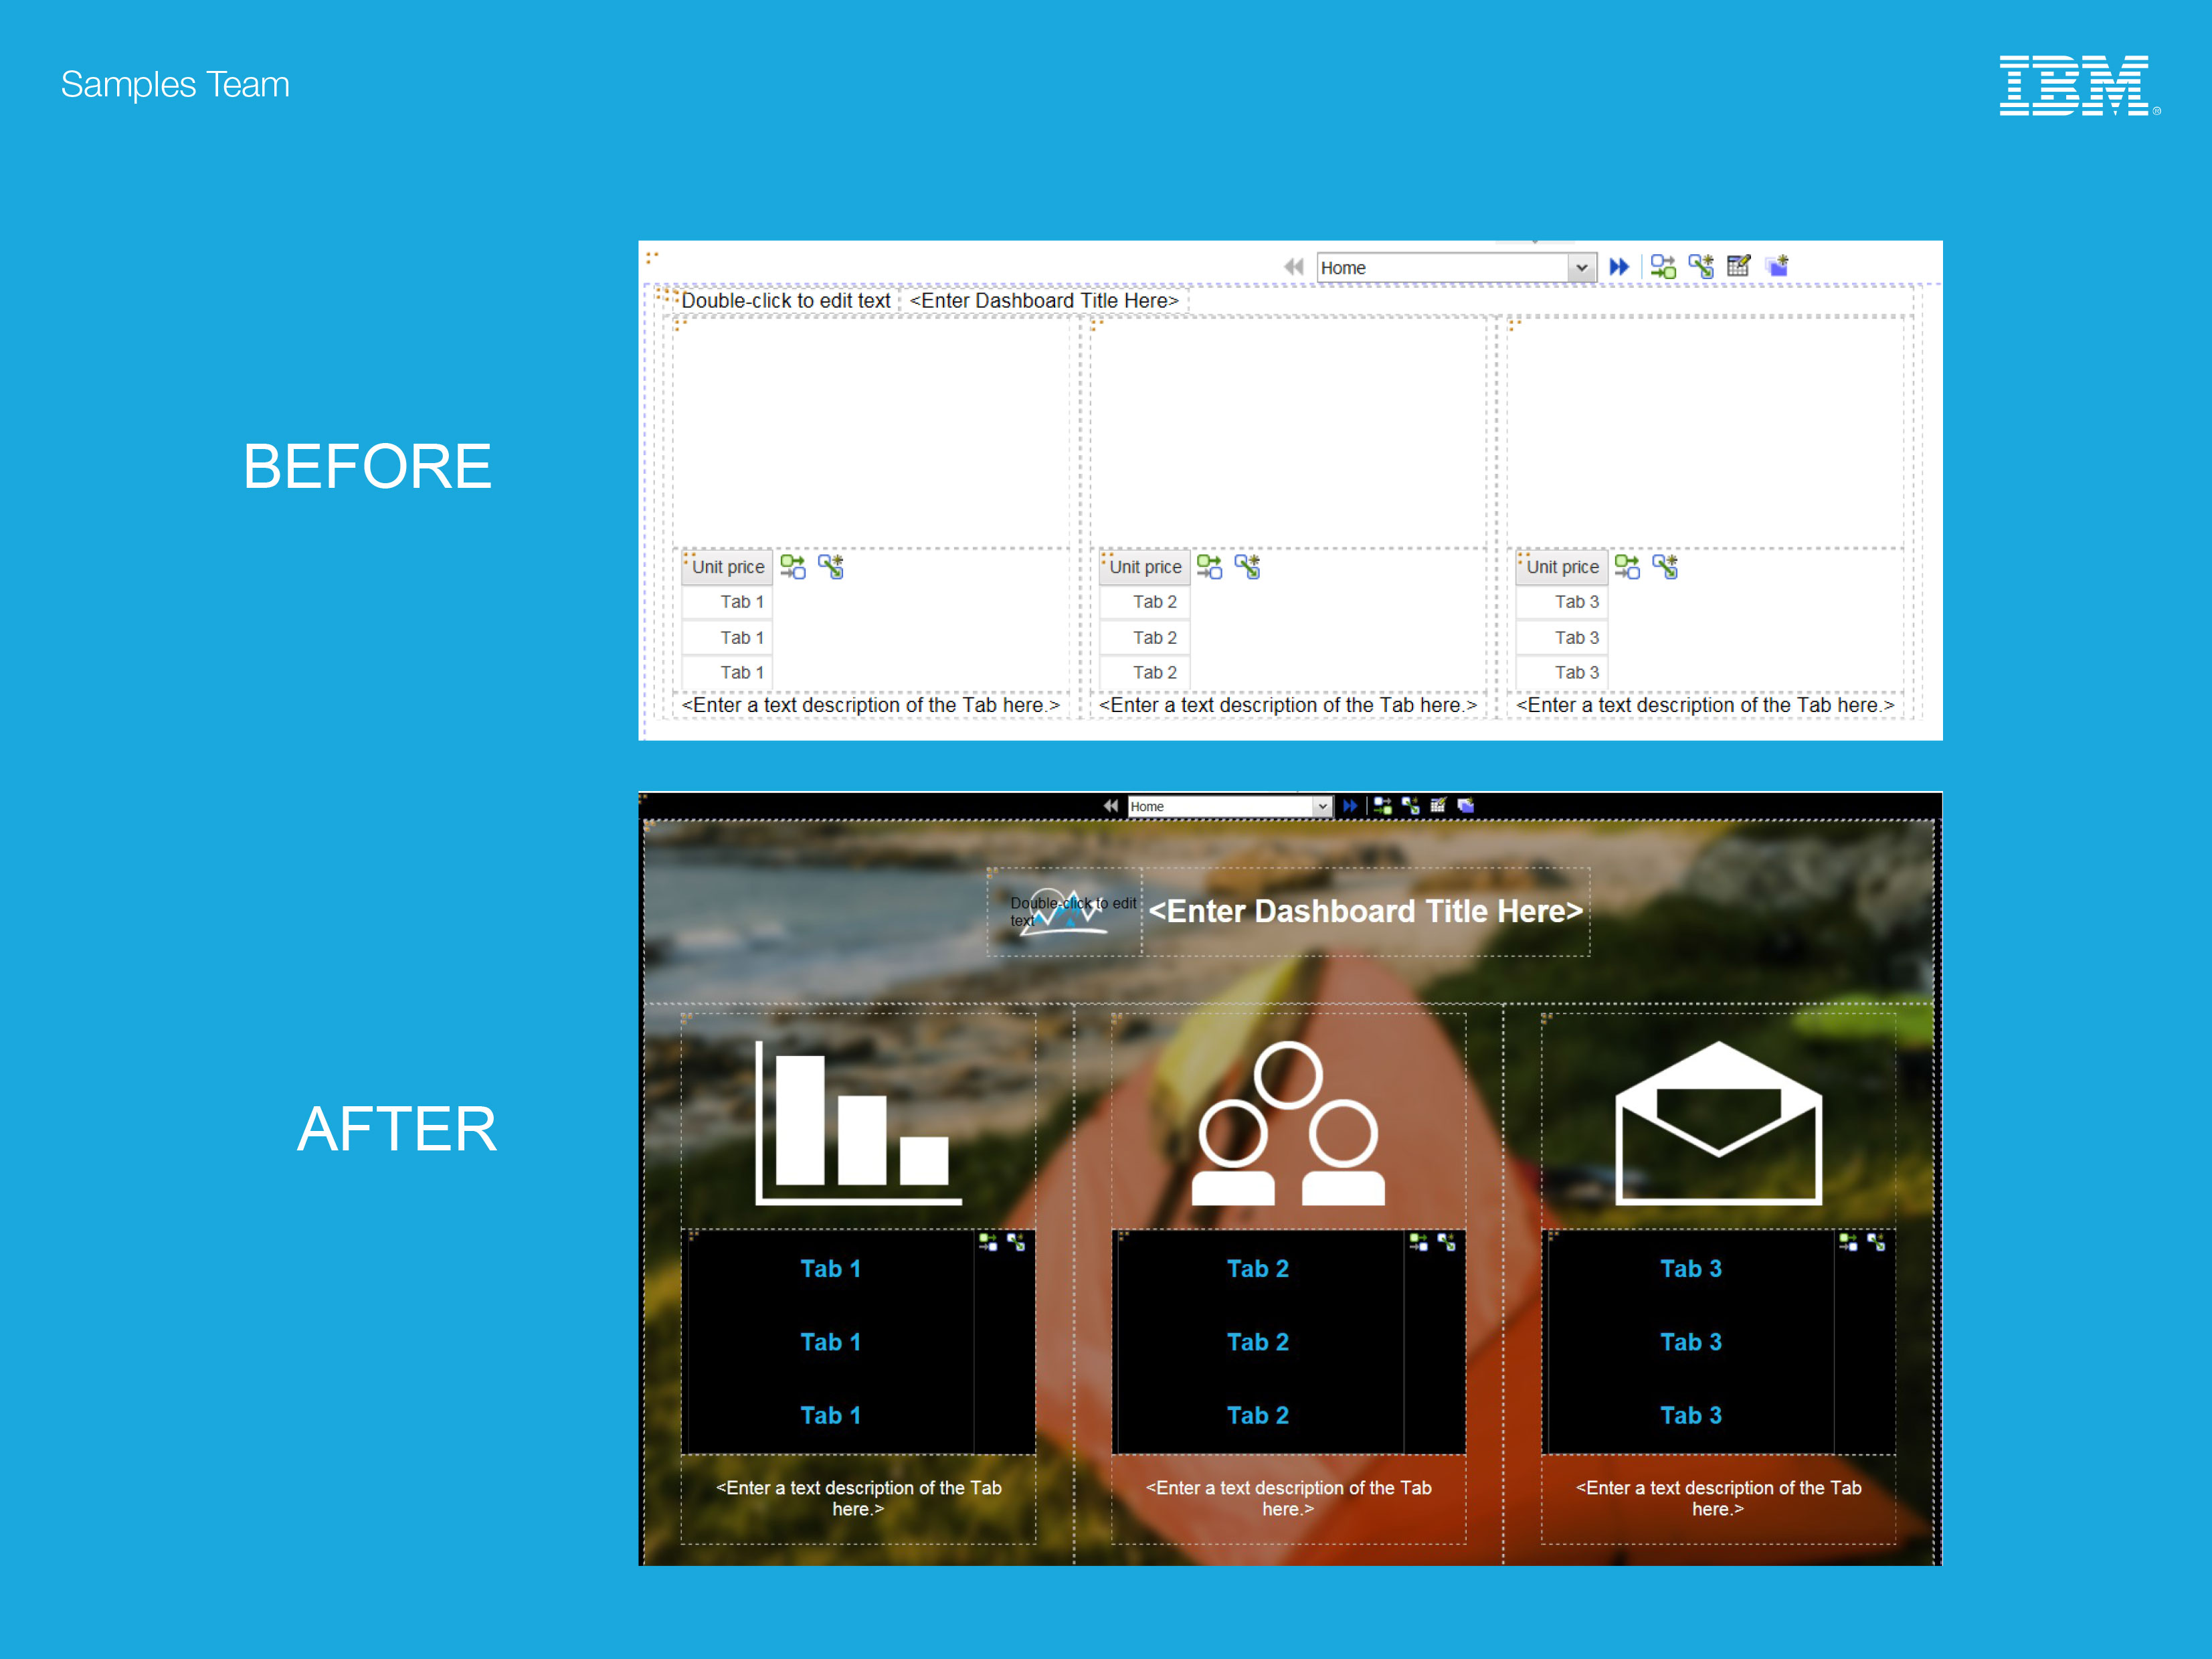 Samples Team
IBM®
BEFORE
Home
Double-click to edit text <Enter Dashboard Title Here>
Unit price Unit price Unit price
Tab 1 Tab 2 Tab 3
Tab 1 Tab 2 Tab 3
Tab 1 Tab 2 Tab 3
<Enter a text description of the Tab here.> <Enter a text description of the Tab here.> <Enter a text description of the Tab here.>
AFTER
Home
Double-click to edit
text
<Enter Dashboard Title Here>
Tab 1 Tab 2 Tab 3
Tab 1 Tab 2 Tab 3
Tab 1 Tab 2 Tab 3
<Enter a text description of the Tab
here.>
<Enter a text description of the Tab
here.>
<Enter a text description of the Tab
here.>